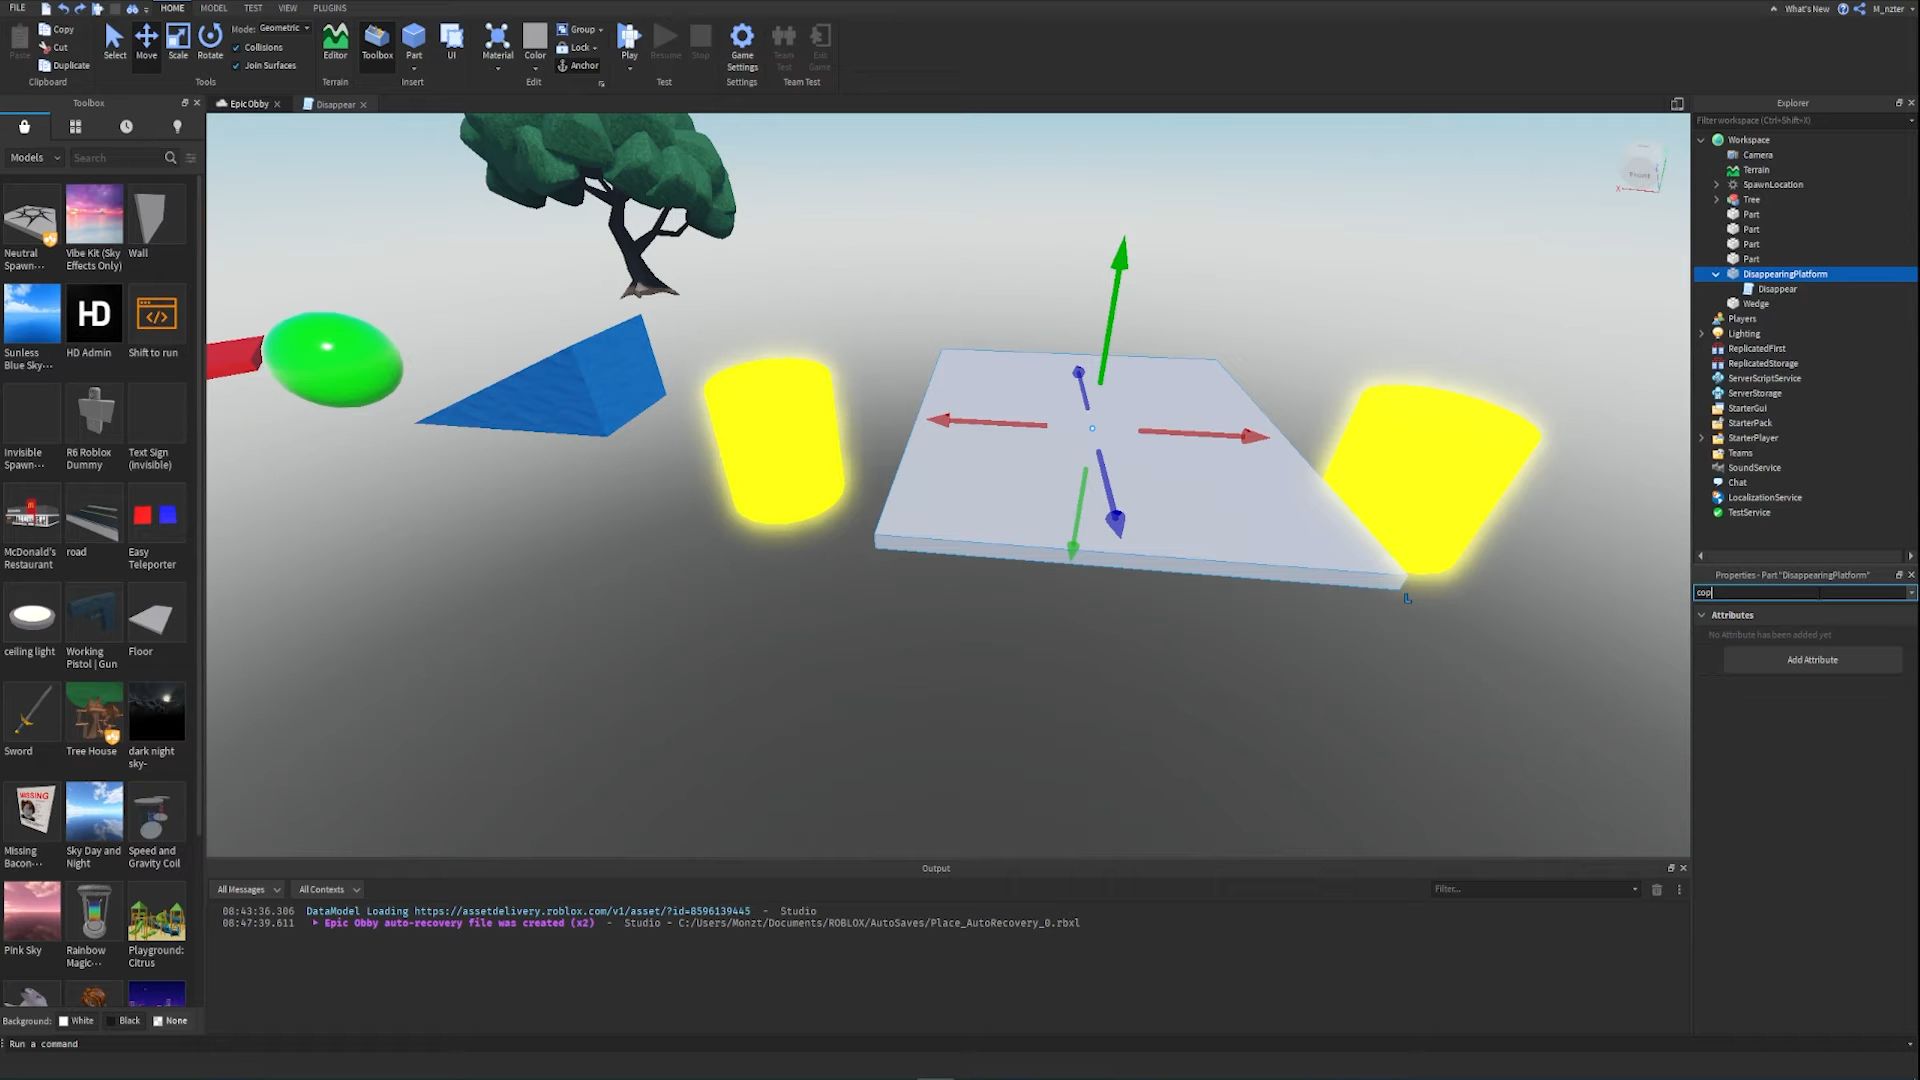 FILE
HOME
MODEL
TEST
VIEW
PLUGINS
What's New
M_nzter
Paste
Copy
Cut
Duplicate
Clipboard
Select
Move
Scale
Rotate
Mode: Geometric
Collisions
Join Surfaces
Tools
Editor
Terrain
Toolbox
Part
UI
Insert
Material
Color
Group
Lock
Anchor
Edit
Play
Resume
Stop
Test
Game Settings
Settings
Team Test
Exit Game
Team Test
Toolbox
Epic Obby
Disappear
Models
Search
Neutral Spawn···
Vibe Kit (Sky Effects Only)
Wall
HD
Sunless Blue Sky···
HD Admin
Shift to run
Invisible Spawn···
R6 Roblox Dummy
Text Sign (Invisible)
McDonald's Restaurant
road
Easy Teleporter
ceiling light
Working Pistol | Gun
Floor
Sword
Tree House
dark night sky-
MISSING
Missing Bacon···
Sky Day and Night
Speed and Gravity Coil
Pink Sky
Rainbow Magic···
Playground: Citrus
Background:
White
Black
None
Run a command
X
L
Output
All Messages
All Contexts
Filter...
08:43:36.306 DataModel Loading https://assetdelivery.roblox.com/v1/asset/?id=8596139445 - Studio
08:47:39.611 Epic Obby auto-recovery file was created (x2) - Studio - C:/Users/Monzt/Documents/ROBLOX/AutoSaves/Place_AutoRecovery_0.rbxl
Explorer
Filter workspace (Ctrl+Shift+X)
Workspace
Camera
Terrain
SpawnLocation
Tree
Part
Part
Part
Part
DisappearingPlatform
Disappear
Wedge
Players
Lighting
ReplicatedFirst
ReplicatedStorage
ServerScriptService
ServerStorage
StarterGui
StarterPack
StarterPlayer
Teams
SoundService
Chat
LocalizationService
TestService
Properties - Part "DisappearingPlatform"
cop
Attributes
No Attribute has been added yet
Add Attribute